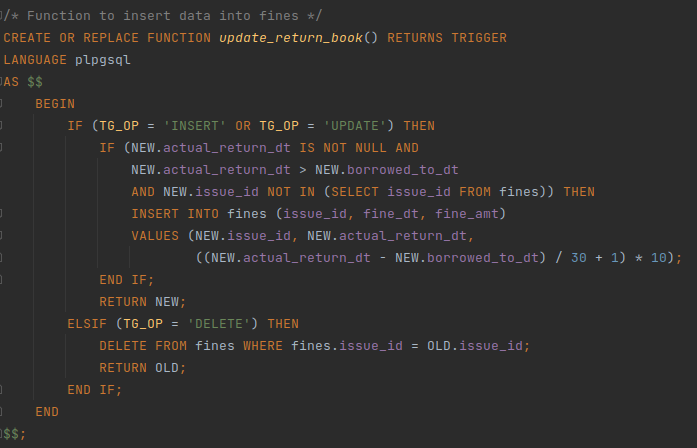 /* Function to insert data into fines */
CREATE OR REPLACE FUNCTION update_return_book() RETURNS TRIGGER
LANGUAGE plpgsql
AS $$
    BEGIN
        IF (TG_OP = 'INSERT' OR TG_OP = 'UPDATE') THEN
            IF (NEW.actual_return_dt IS NOT NULL AND
                NEW.actual_return_dt > NEW.borrowed_to_dt
                AND NEW.issue_id NOT IN (SELECT issue_id FROM fines)) THEN
                INSERT INTO fines (issue_id, fine_dt, fine_amt)
                VALUES (NEW.issue_id, NEW.actual_return_dt,
                        ((NEW.actual_return_dt - NEW.borrowed_to_dt) / 30 + 1) * 10);
            END IF;
            RETURN NEW;
        ELSIF (TG_OP = 'DELETE') THEN
            DELETE FROM fines WHERE fines.issue_id = OLD.issue_id;
            RETURN OLD;
        END IF;
    END
$$;